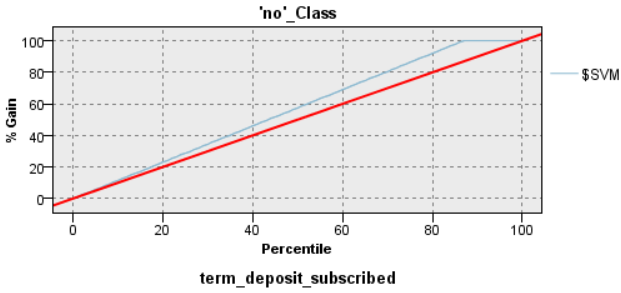 'no'_Class
100
80
60
40
20
0
% Gain
$SVM
0 20 40 60 80 100
Percentile
term_deposit_subscribed